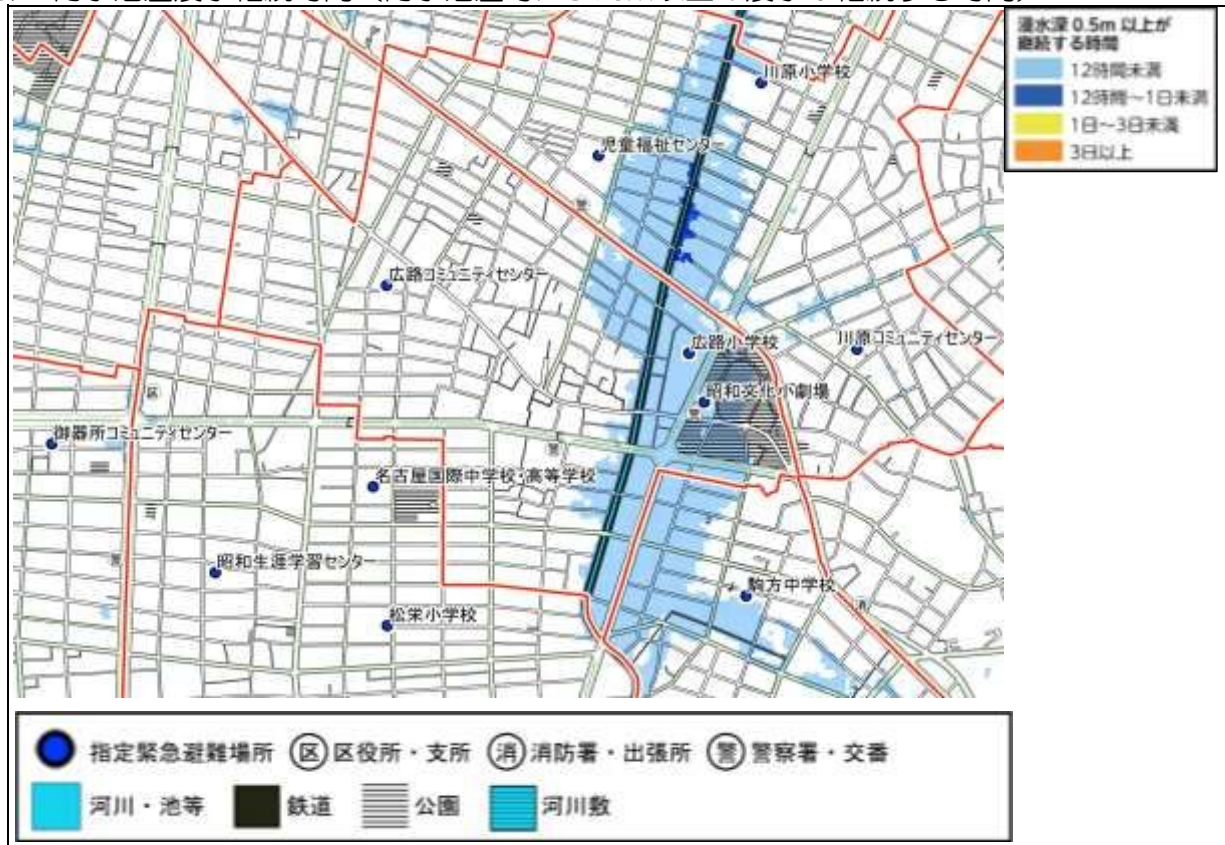 浸水深 0.5m 以上が
継続する時間
12時間未満
12時間～1日未満
1日～3日未満
3日以上
川原小学校
児童福祉センター
警
広路コミュニティセンター
広路小学校
川原コミュニティセンター
区
昭和文化小劇場
御器所コミュニティセンター
名古屋国際中学校・高等学校
昭和生涯学習センター
駒方中学校
松栄小学校
指定緊急避難場所 区 区役所・支所 消 消防署・出張所 警 警察署・交番
河川・池等 鉄道 公園 河川敷